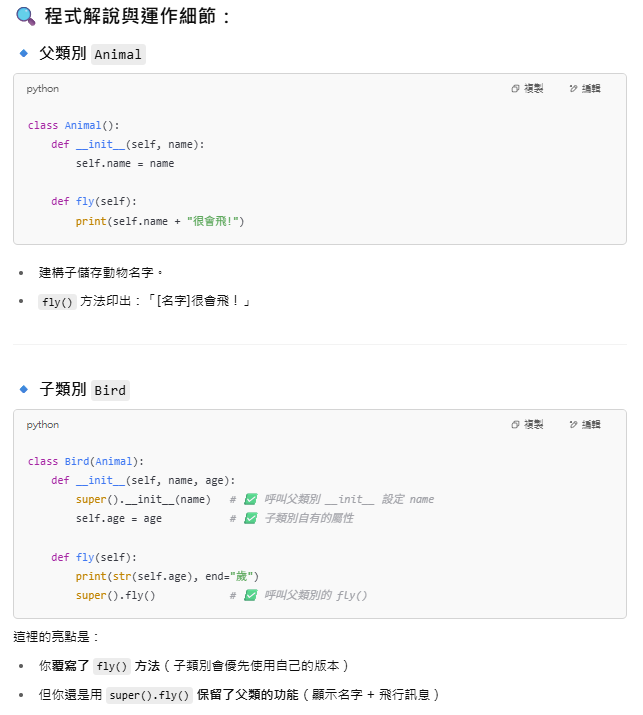 🔍 程式解說與運作細節：
🔹 父類別 Animal
python 複製 編輯
class Animal():
    def __init__(self, name):
        self.name = name
    def fly(self):
        print(self.name + "很會飛!")
• 建構子儲存動物名字。
• fly() 方法印出：「[名字]很會飛！」
🔹 子類別 Bird
python 複製 編輯
class Bird(Animal):
    def __init__(self, name, age):
        super().__init__(name)   # ✅ 呼叫父類別 __init__ 設定 name
        self.age = age           # ✅ 子類別自有的屬性
    def fly(self):
        print(str(self.age), end="歲")
        super().fly()            # ✅ 呼叫父類別的 fly()
這裡的亮點是：
• 你覆寫了 fly() 方法（子類別會優先使用自己的版本）
• 但你還是用 super().fly() 保留了父類的功能（顯示名字 + 飛行訊息）